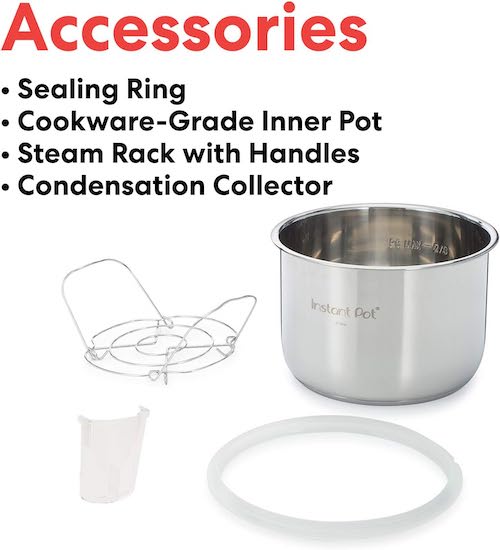 Accessories
• Sealing Ring
• Cookware-Grade Inner Pot
• Steam Rack with Handles
• Condensation Collector
Instant Pot®